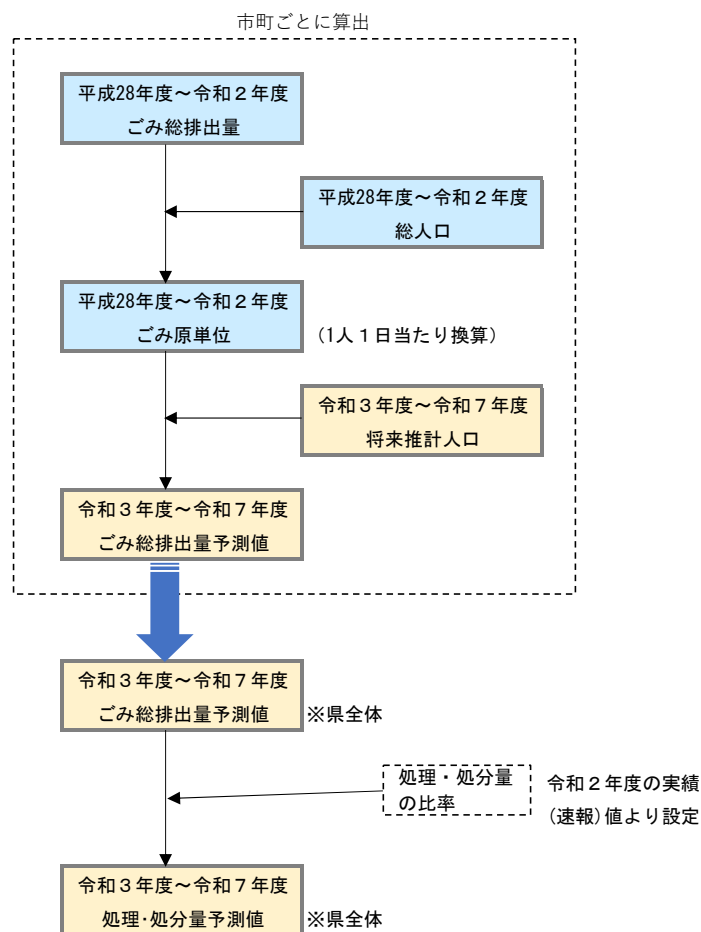 市町ごとに算出
平成28年度～令和２年度
ごみ総排出量
平成28年度～令和２年度
総人口
平成28年度～令和２年度
ごみ原単位
(1人１日当たり換算)
令和３年度～令和７年度
将来推計人口
令和３年度～令和７年度
ごみ総排出量予測値
令和３年度～令和７年度
ごみ総排出量予測値
※県全体
処理・処分量
の比率
令和２年度の実績
(速報)値より設定
令和３年度～令和７年度
処理・処分量予測値
※県全体